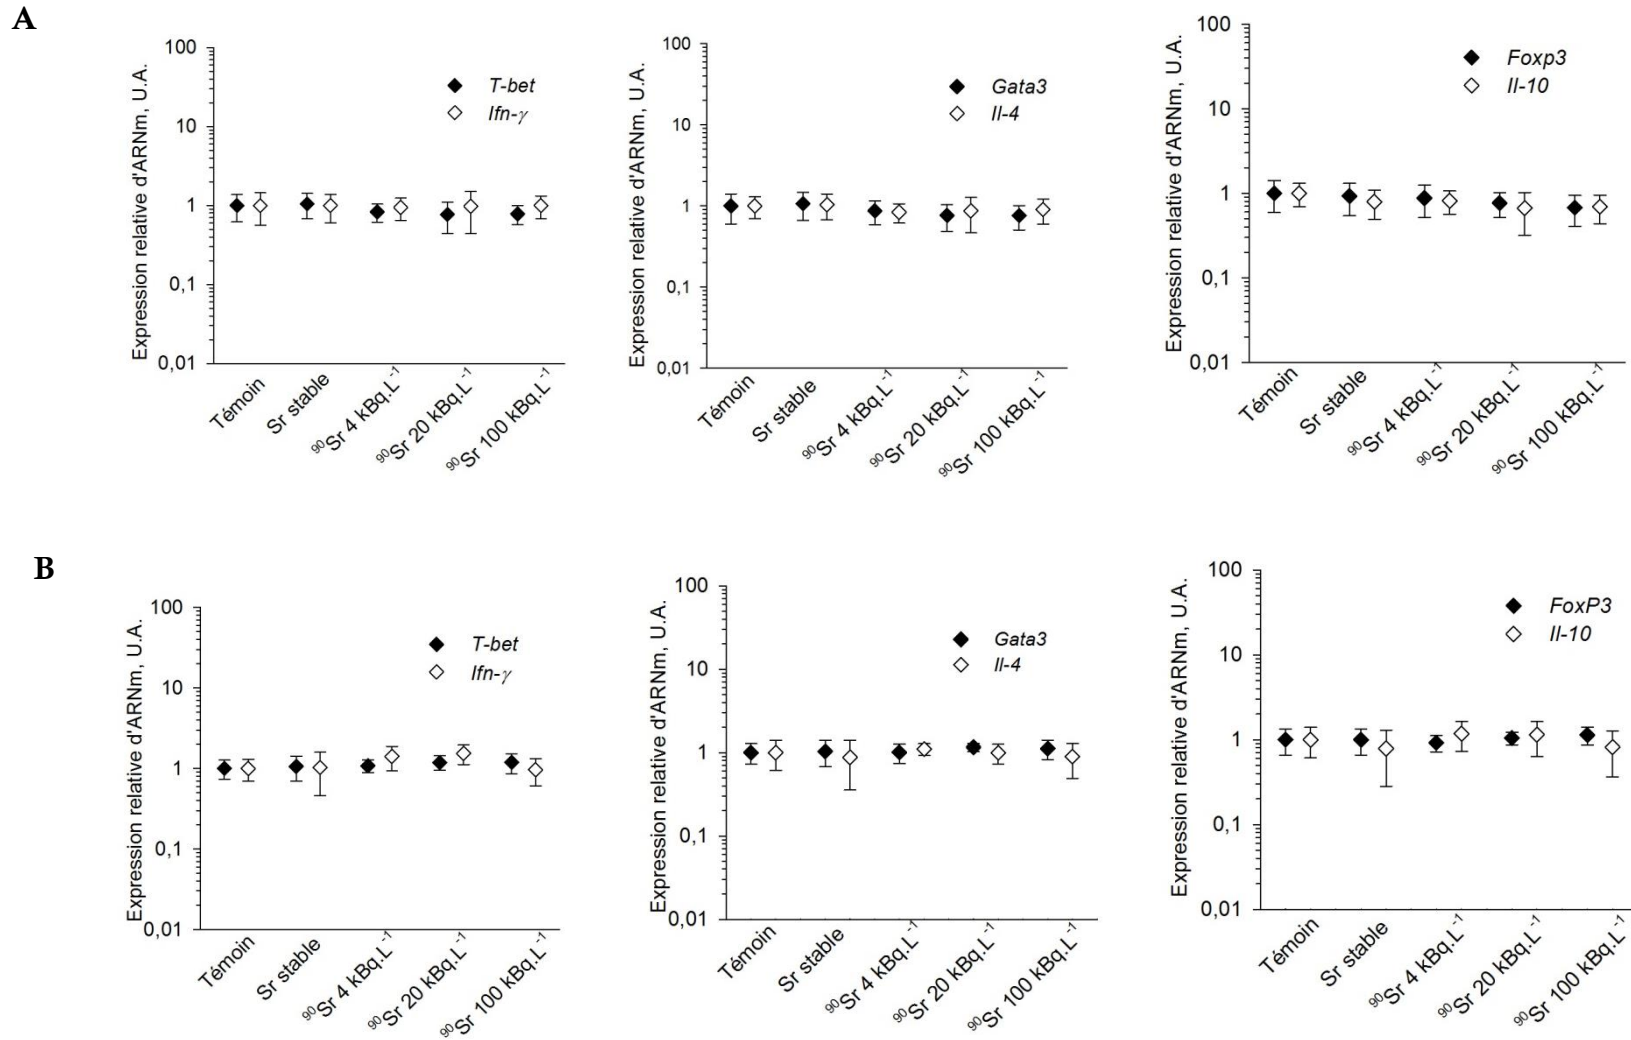 A
Expression relative d'ARNm, U.A.
100
10
1
0,1
0,01
T-bet
Ifn-γ
Témoin
Sr stable
⁹⁰Sr 4 kBq.L⁻¹
⁹⁰Sr 20 kBq.L⁻¹
⁹⁰Sr 100 kBq.L⁻¹
Expression relative d'ARNm, U.A.
100
10
1
0,1
0,01
Gata3
Il-4
Témoin
Sr stable
⁹⁰Sr 4 kBq.L⁻¹
⁹⁰Sr 20 kBq.L⁻¹
⁹⁰Sr 100 kBq.L⁻¹
Expression relative d'ARNm, U.A.
100
10
1
0,1
0,01
Foxp3
Il-10
Témoin
Sr stable
⁹⁰Sr 4 kBq.L⁻¹
⁹⁰Sr 20 kBq.L⁻¹
⁹⁰Sr 100 kBq.L⁻¹
B
Expression relative d'ARNm, U.A.
100
10
1
0,1
0,01
T-bet
Ifn-γ
Témoin
Sr stable
⁹⁰Sr 4 kBq.L⁻¹
⁹⁰Sr 20 kBq.L⁻¹
⁹⁰Sr 100 kBq.L⁻¹
Expression relative d'ARNm, U.A.
100
10
1
0,1
0,01
Gata3
Il-4
Témoin
Sr stable
⁹⁰Sr 4 kBq.L⁻¹
⁹⁰Sr 20 kBq.L⁻¹
⁹⁰Sr 100 kBq.L⁻¹
Expression relative d'ARNm, U.A.
100
10
1
0,1
0,01
FoxP3
Il-10
Témoin
Sr stable
⁹⁰Sr 4 kBq.L⁻¹
⁹⁰Sr 20 kBq.L⁻¹
⁹⁰Sr 100 kBq.L⁻¹